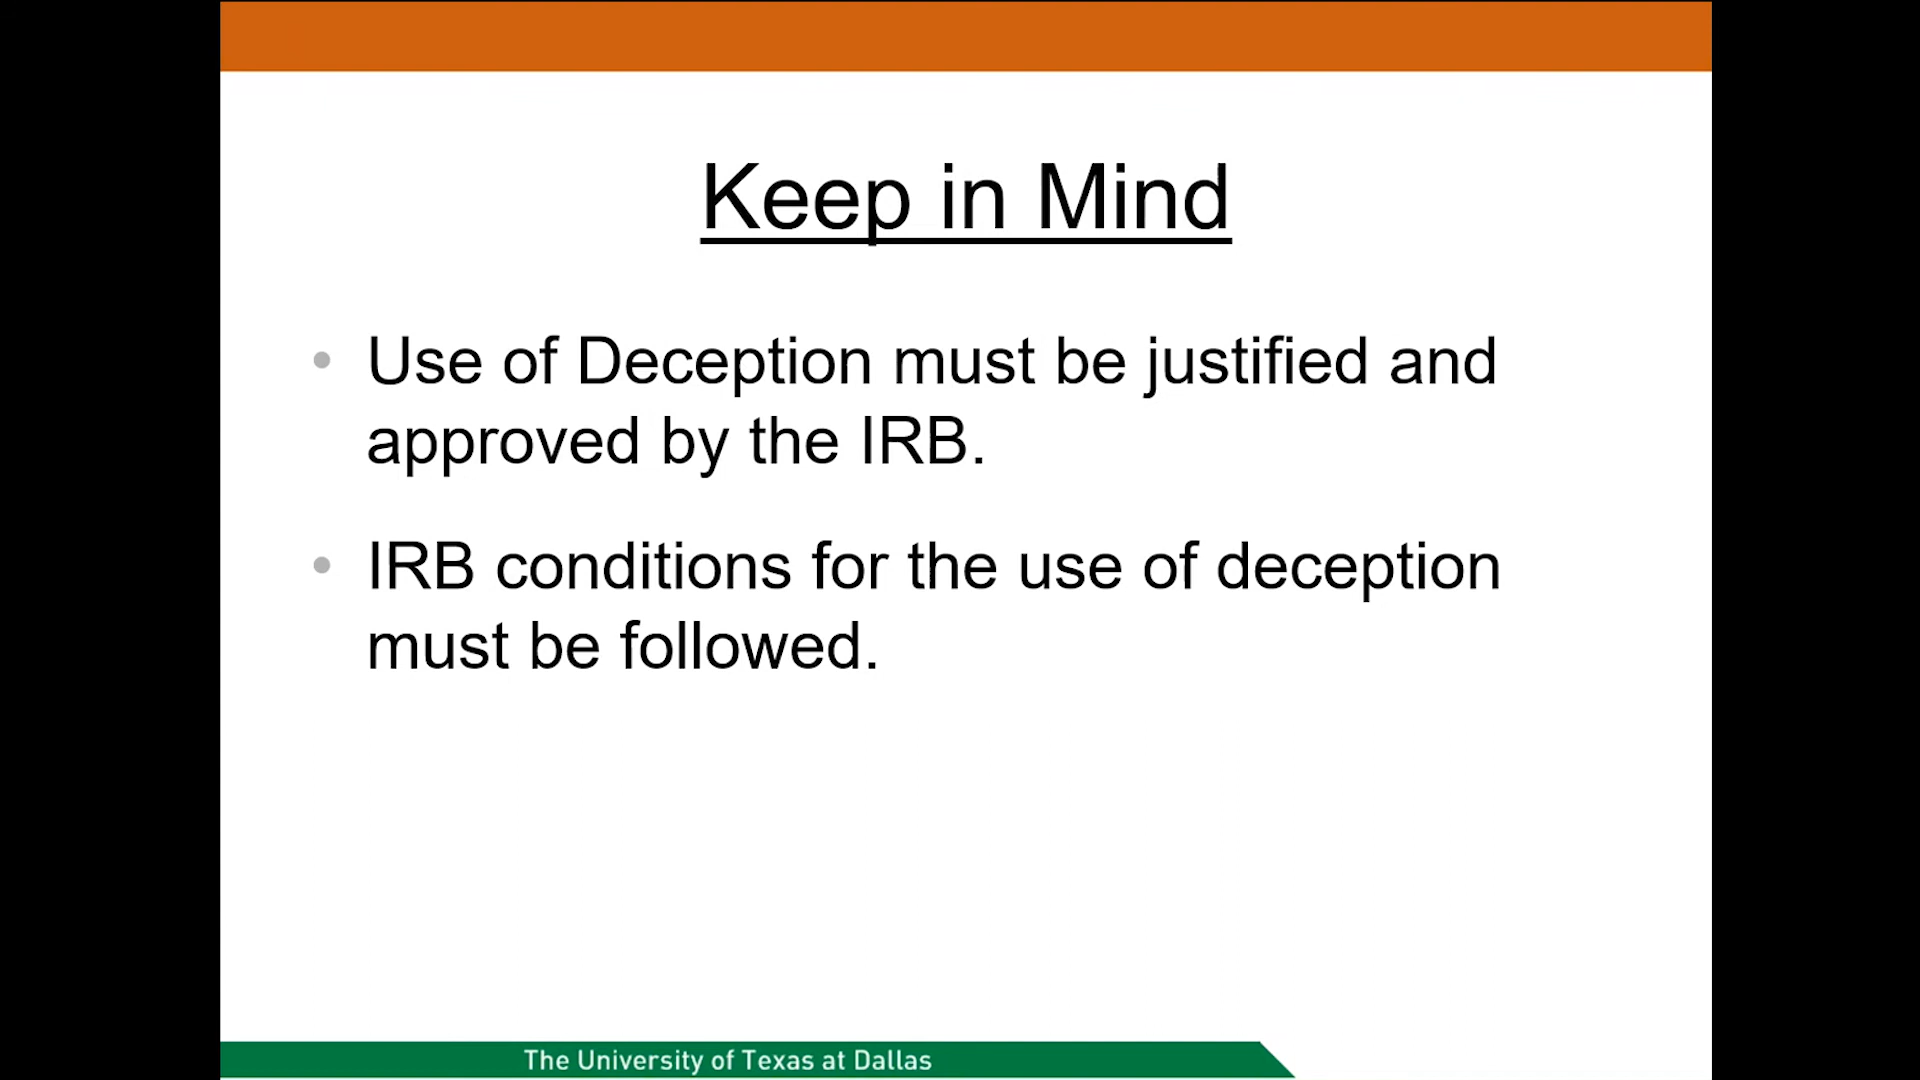 Keep in Mind
• Use of Deception must be justified and
approved by the IRB.
• IRB conditions for the use of deception
must be followed.
The University of Texas at Dallas